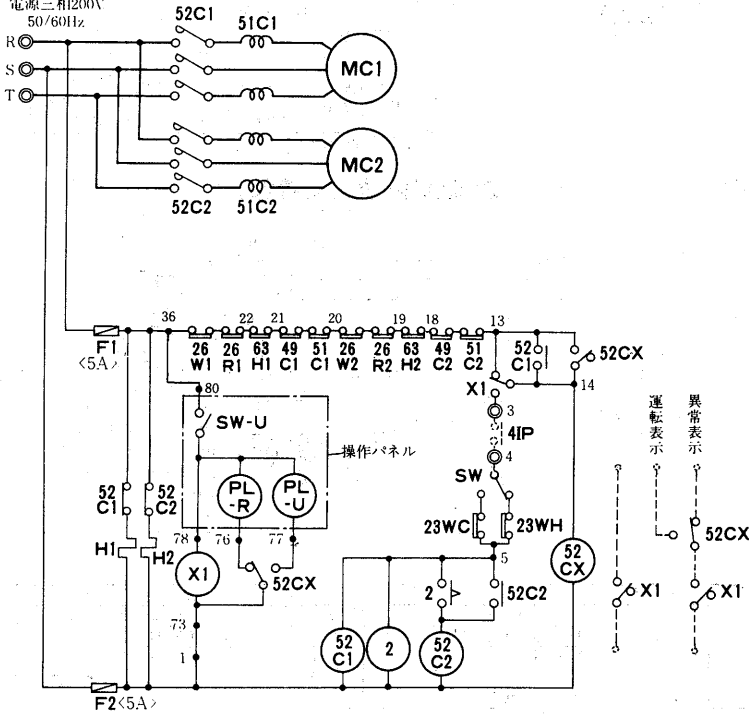 電源三相200V
50/60Hz
R
S
T
52C1
51C1
MC1
MC2
52C2
51C2
36
22
21
20
19
18
13
F1
<5A>
26
W1
26
R1
63
H1
49
C1
51
C1
26
W2
26
R2
63
H2
49
C2
51
C2
52
C1
52CX
14
X1
3
4IP
4
SW
80
SW-U
操作パネル
PL
-R
PL
-U
52
C1
52
C2
H1
H2
78
76
77
X1
52CX
73
1
23WC
23WH
5
2
52C2
52
C1
2
52
C2
52
CX
運転表示
異常表示
52CX
X1
X1
F2<5A>